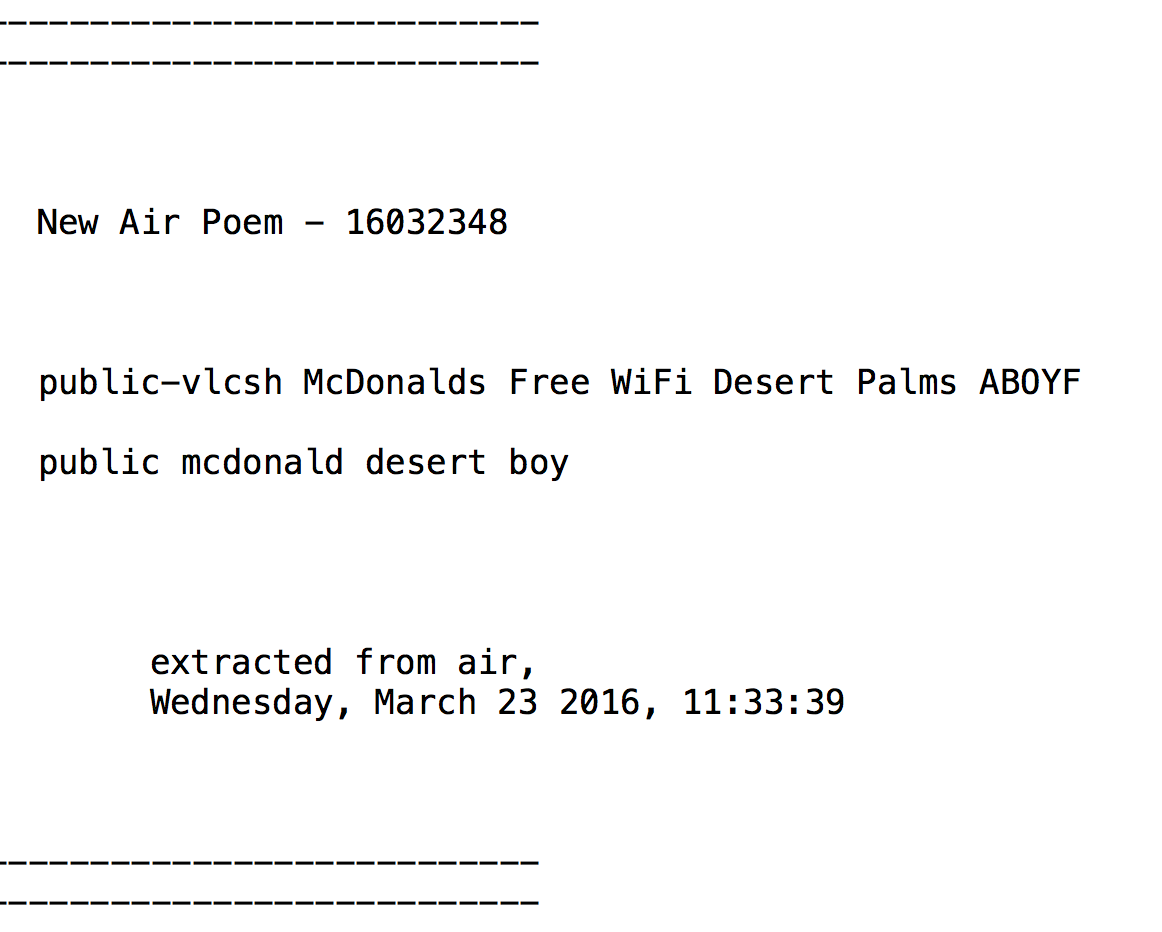 ---------------------------
---------------------------
New Air Poem - 16032348
public-vlcsh McDonalds Free WiFi Desert Palms ABOYF
public mcdonald desert boy
extracted from air,
Wednesday, March 23 2016, 11:33:39
---------------------------
---------------------------